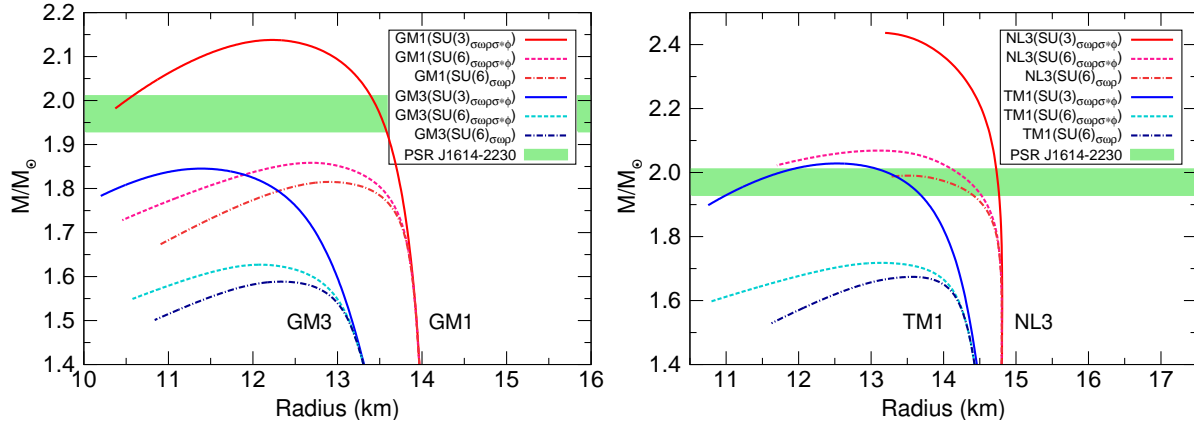 2.2
2.1
2.0
1.9
1.8
1.7
1.6
1.5
1.4
M/M⊙
GM1(SU(3)σωρσ*ϕ)
GM1(SU(6)σωρσ*ϕ)
GM1(SU(6)σωρ)
GM3(SU(3)σωρσ*ϕ)
GM3(SU(6)σωρσ*ϕ)
GM3(SU(6)σωρ)
PSR J1614-2230
GM3
GM1
10
11
12
13
14
15
16
Radius (km)
2.4
2.2
2.0
1.8
1.6
1.4
M/M⊙
NL3(SU(3)σωρσ*ϕ)
NL3(SU(6)σωρσ*ϕ)
NL3(SU(6)σωρ)
TM1(SU(3)σωρσ*ϕ)
TM1(SU(6)σωρσ*ϕ)
TM1(SU(6)σωρ)
PSR J1614-2230
TM1
NL3
11
12
13
14
15
16
17
Radius (km)